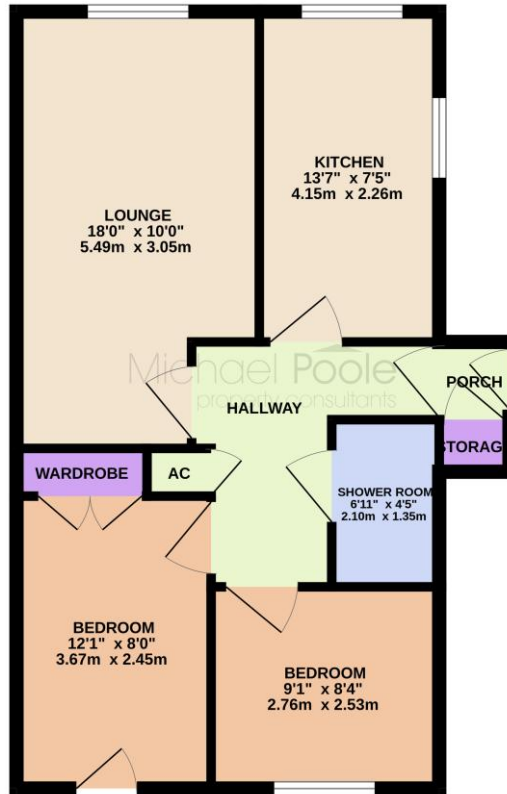 KITCHEN
13'7" x 7'5"
4.15m x 2.26m
LOUNGE
18'0" x 10'0"
5.49m x 3.05m
Michael Poole
property consultants
PORCH
HALLWAY
STORAG
WARDROBE
AC
SHOWER ROOM
6'11" x 4'5"
2.10m x 1.35m
BEDROOM
12'1" x 8'0"
3.67m x 2.45m
BEDROOM
9'1" x 8'4"
2.76m x 2.53m